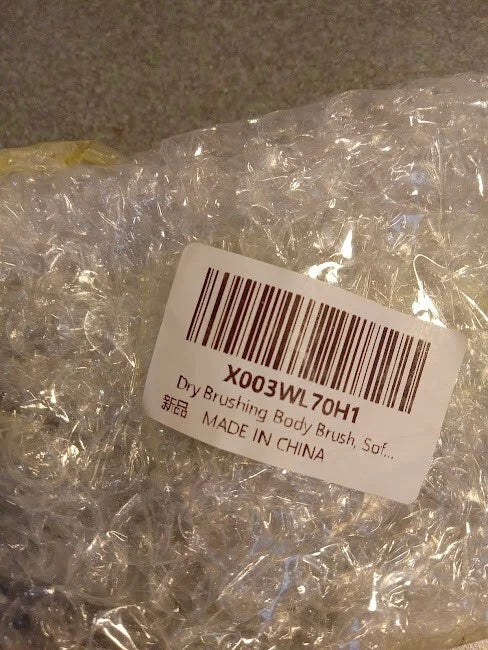 X003WL70H1
Dry Brushing Body Brush, Sof...
新品 MADE IN CHINA